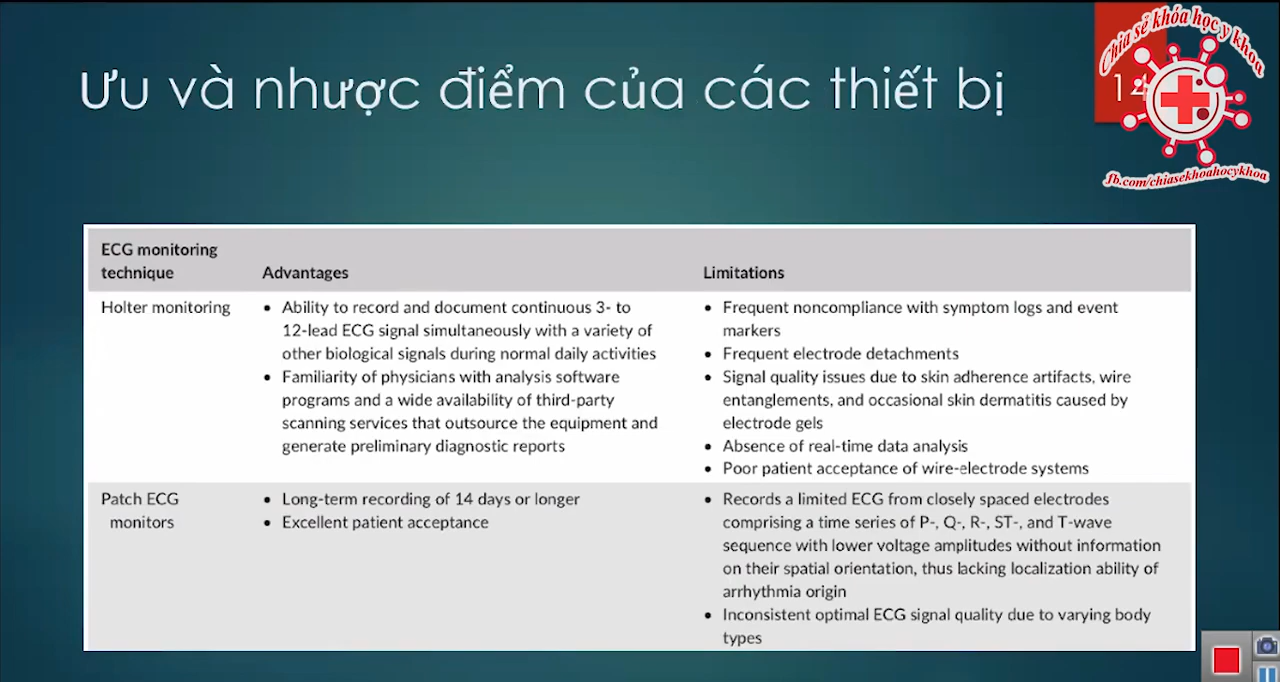 Ưu và nhược điểm của các thiết bị
Chia sẻ khóa học y khoa
14
fb.com/chiasekhoahocykhoa
ECG monitoring
technique
Advantages
Limitations
Holter monitoring
• Ability to record and document continuous 3- to
12-lead ECG signal simultaneously with a variety of
other biological signals during normal daily activities
• Familiarity of physicians with analysis software
programs and a wide availability of third-party
scanning services that outsource the equipment and
generate preliminary diagnostic reports
• Frequent noncompliance with symptom logs and event
markers
• Frequent electrode detachments
• Signal quality issues due to skin adherence artifacts, wire
entanglements, and occasional skin dermatitis caused by
electrode gels
• Absence of real-time data analysis
• Poor patient acceptance of wire-electrode systems
Patch ECG
monitors
• Long-term recording of 14 days or longer
• Excellent patient acceptance
• Records a limited ECG from closely spaced electrodes
comprising a time series of P-, Q-, R-, ST-, and T-wave
sequence with lower voltage amplitudes without information
on their spatial orientation, thus lacking localization ability of
arrhythmia origin
• Inconsistent optimal ECG signal quality due to varying body
types